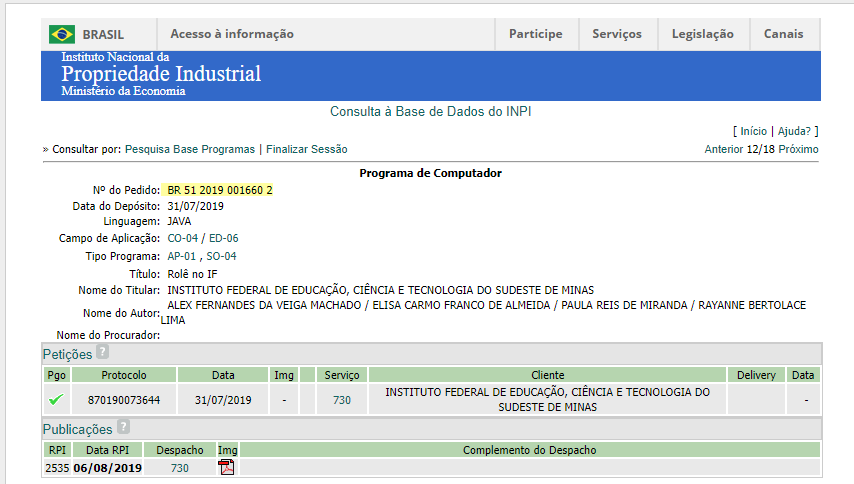 BRASIL Acesso à informação Participe Serviços Legislação Canais
Instituto Nacional da
Propriedade Industrial
Ministério da Economia
Consulta à Base de Dados do INPI
[ Início | Ajuda? ]
» Consultar por: Pesquisa Base Programas | Finalizar Sessão Anterior 12/18 Próximo
Programa de Computador
Nº do Pedido: BR 51 2019 001660 2
Data do Depósito: 31/07/2019
Linguagem: JAVA
Campo de Aplicação: CO-04 / ED-06
Tipo Programa: AP-01 , SO-04
Título: Rolê no IF
Nome do Titular: INSTITUTO FEDERAL DE EDUCAÇÃO, CIÊNCIA E TECNOLOGIA DO SUDESTE DE MINAS
Nome do Autor: ALEX FERNANDES DA VEIGA MACHADO / ELISA CARMO FRANCO DE ALMEIDA / PAULA REIS DE MIRANDA / RAYANNE BERTOLACE
LIMA
Nome do Procurador:
Petições ?
Pgo Protocolo Data Img Serviço Cliente Delivery Data
870190073644 31/07/2019 - 730 INSTITUTO FEDERAL DE EDUCAÇÃO, CIÊNCIA E TECNOLOGIA DO -
SUDESTE DE MINAS
Publicações ?
RPI Data RPI Despacho Img Complemento do Despacho
2535 06/08/2019 730